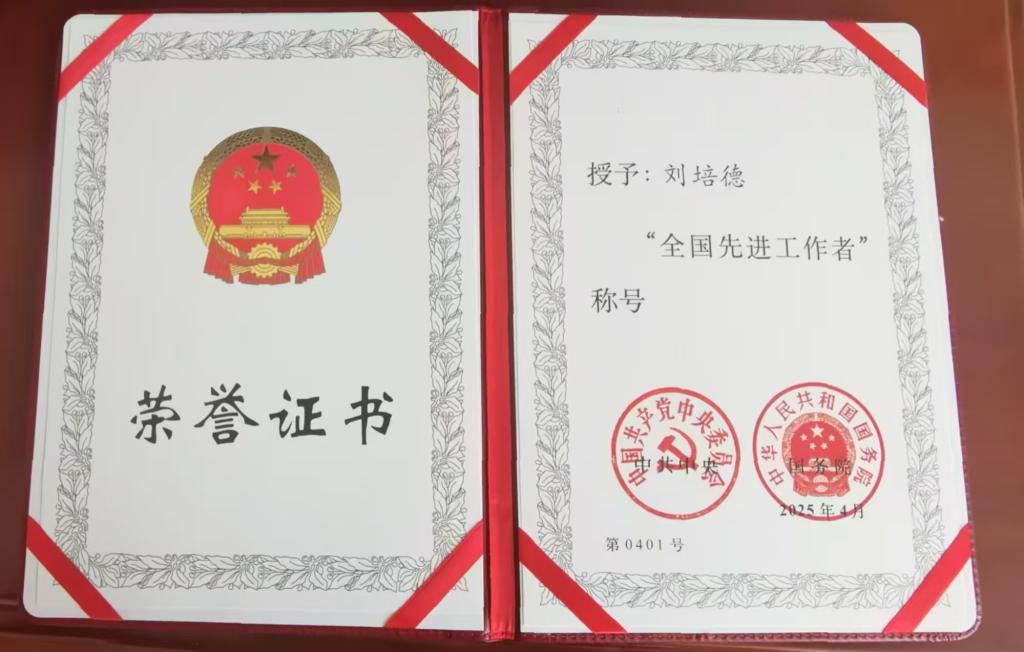 荣誉证书
授予：刘培德
“全国先进工作者”
称号
中国共产党中央委员会
中共中央
中华人民共和国国务院
国务院
2025年4月
第0401号